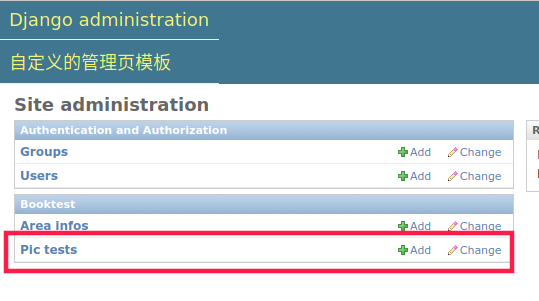 Django administration
自定义的管理页模板
Site administration
Authentication and Authorization
Groups Add Change
Users Add Change
Booktest
Area infos Add Change
Pic tests Add Change